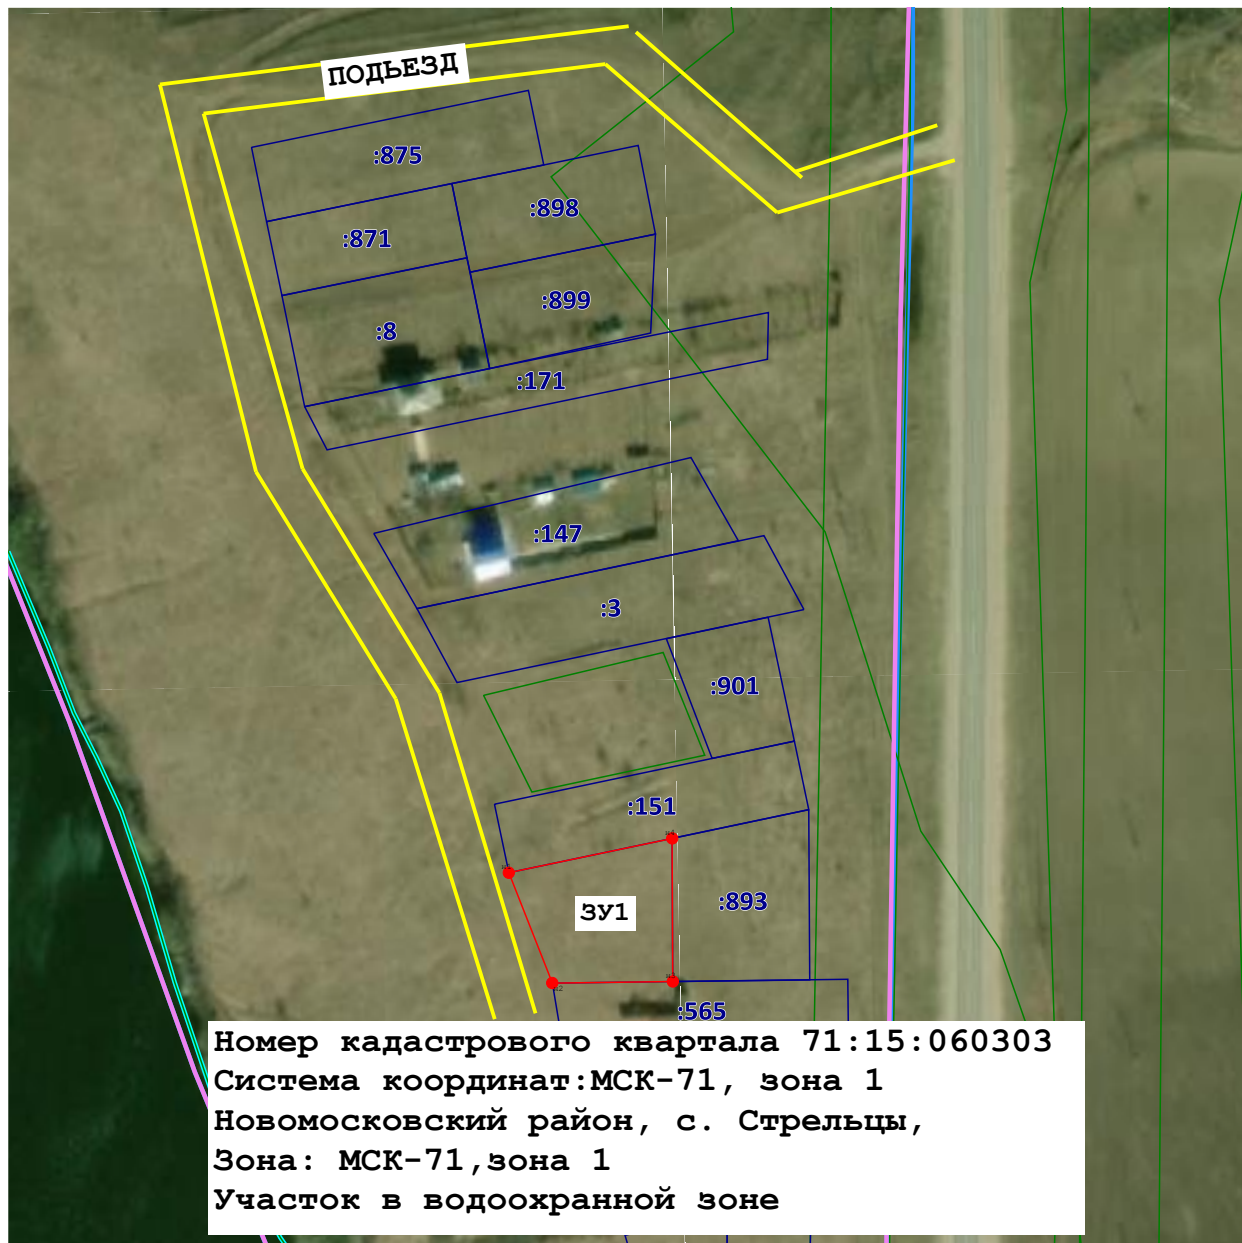 ПОДЬЕЗД
:875
:898
:871
:899
:8
:171
:147
:3
:901
:151
:893
ЗУ1
:565
Номер кадастрового квартала 71:15:060303
Система координат:МСК-71, зона 1
Новомосковский район, с. Стрельцы,
Зона: МСК-71,зона 1
Участок в водоохранной зоне